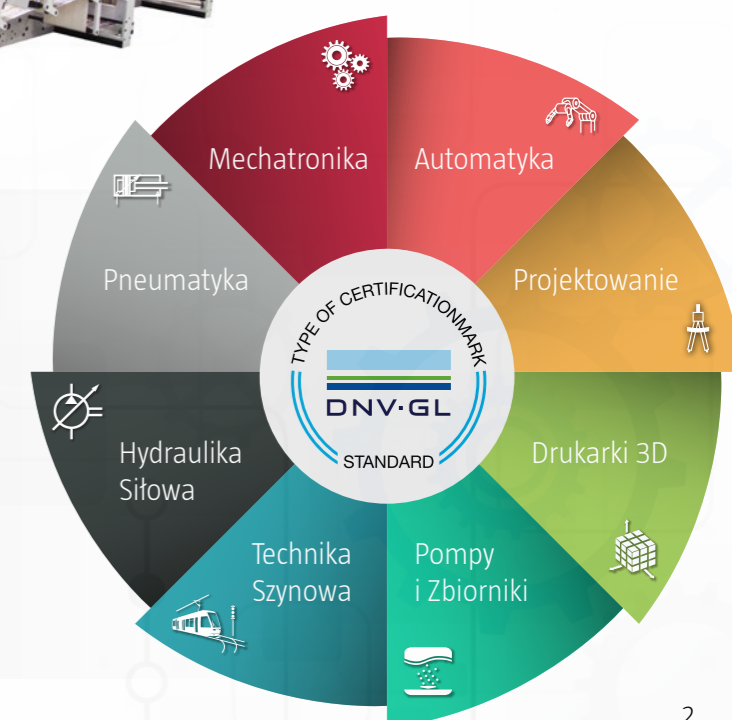 Mechatronika
Automatyka
Pneumatyka
Projektowanie
TYPE OF CERTIFICATIONMARK
DNV·GL
STANDARD
Hydraulika
Siłowa
Drukarki 3D
Technika
Szynowa
Pompy
i Zbiorniki
2